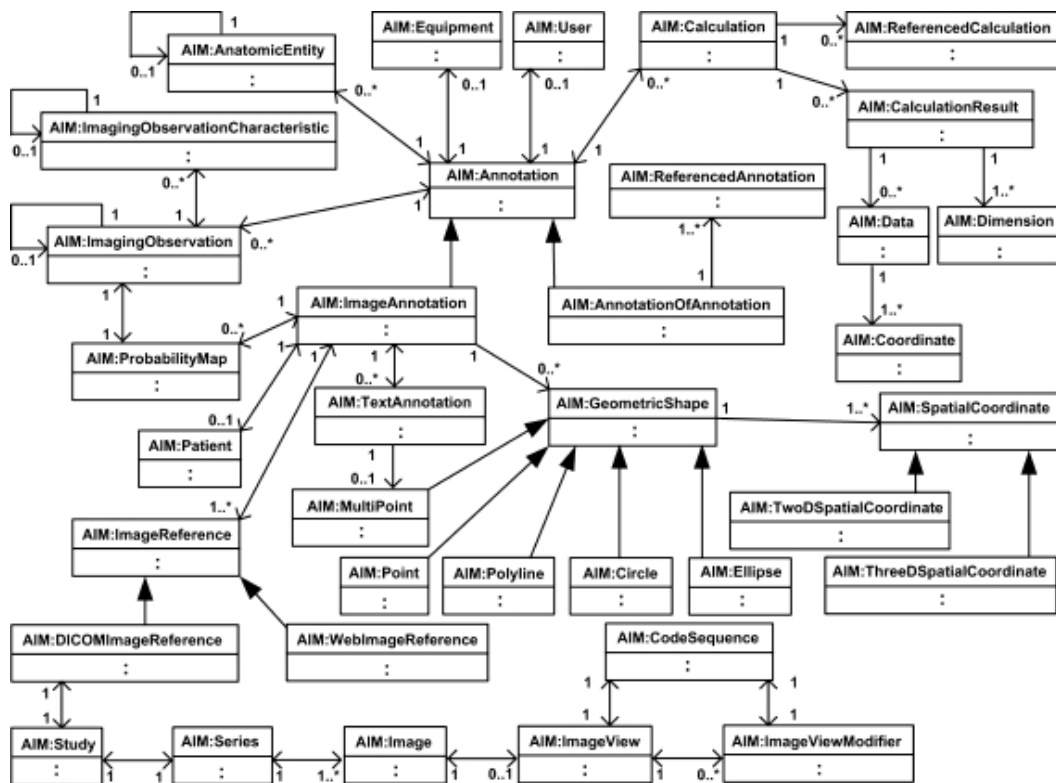 1
AIM:AnatomicEntity
:
0..1
0..*
AIM:Equipment
:
0..1
1
AIM:User
:
0..1
1
AIM:Calculation
:
1
0..*
0..*
1
AIM:ReferencedCalculation
:
1
0..*
AIM:CalculationResult
:
1
1
0..*
1..*
1
AIM:ImagingObservationCharacteristic
:
0..1
0..*
1
AIM:Annotation
:
1
1
AIM:ReferencedAnnotation
:
1..*
1
AIM:Data
:
1
1..*
AIM:Dimension
:
1
1
AIM:ImagingObservation
:
0..1
0..*
1
1
AIM:ImageAnnotation
:
1
1
1
1
1
AIM:AnnotationOfAnnotation
:
AIM:Coordinate
:
0..*
AIM:ProbabilityMap
:
0..*
AIM:TextAnnotation
:
1
0..1
0..*
AIM:GeometricShape
:
1
1..*
AIM:SpatialCoordinate
:
0..1
AIM:Patient
:
1..*
AIM:ImageReference
:
AIM:MultiPoint
:
AIM:TwoDSpatialCoordinate
:
AIM:Point
:
AIM:Polyline
:
AIM:Circle
:
AIM:Ellipse
:
AIM:ThreeDSpatialCoordinate
:
AIM:DICOMImageReference
:
1
1
AIM:WebImageReference
:
AIM:CodeSequence
:
1
1
1
1
AIM:Study
:
1
1
AIM:Series
:
1
1..*
AIM:Image
:
1
0..1
AIM:ImageView
:
1
0..*
AIM:ImageViewModifier
: